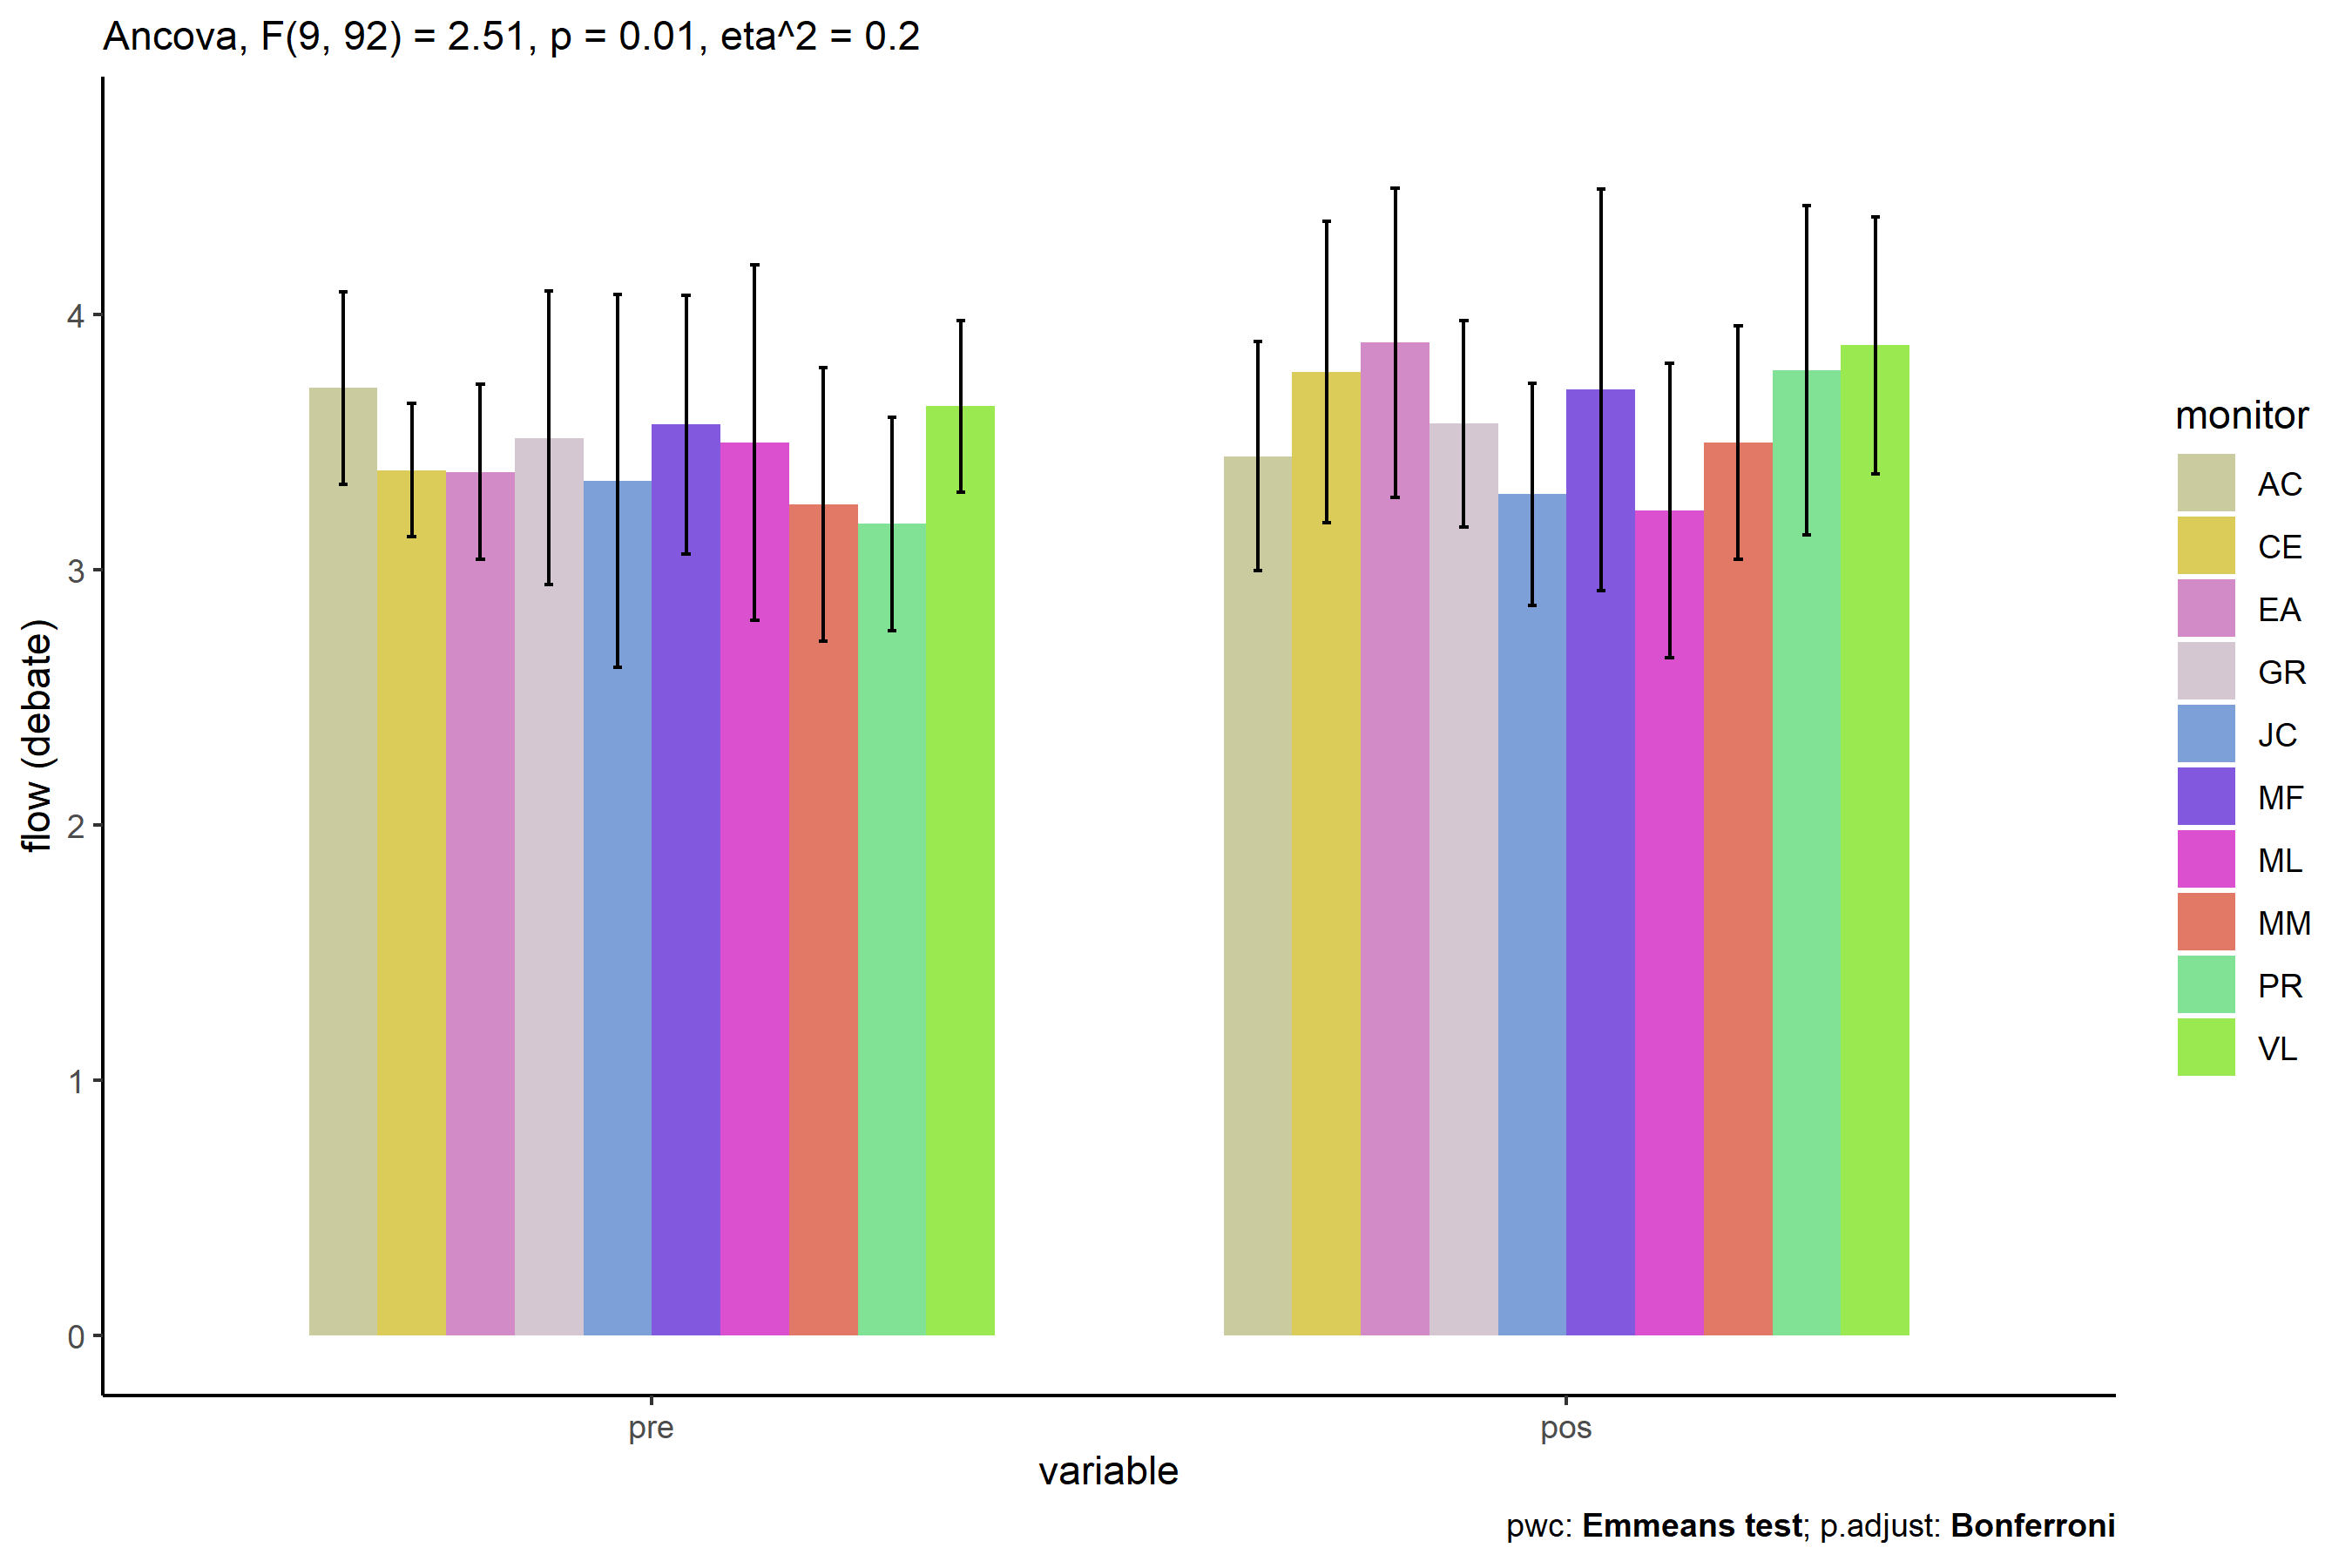 Ancova, F(9, 92) = 2.51, p = 0.01, eta^2 = 0.2
flow (debate)
4
3
2
1
0
pre
pos
variable
monitor
AC
CE
EA
GR
JC
MF
ML
MM
PR
VL
pwc: Emmeans test; p.adjust: Bonferroni